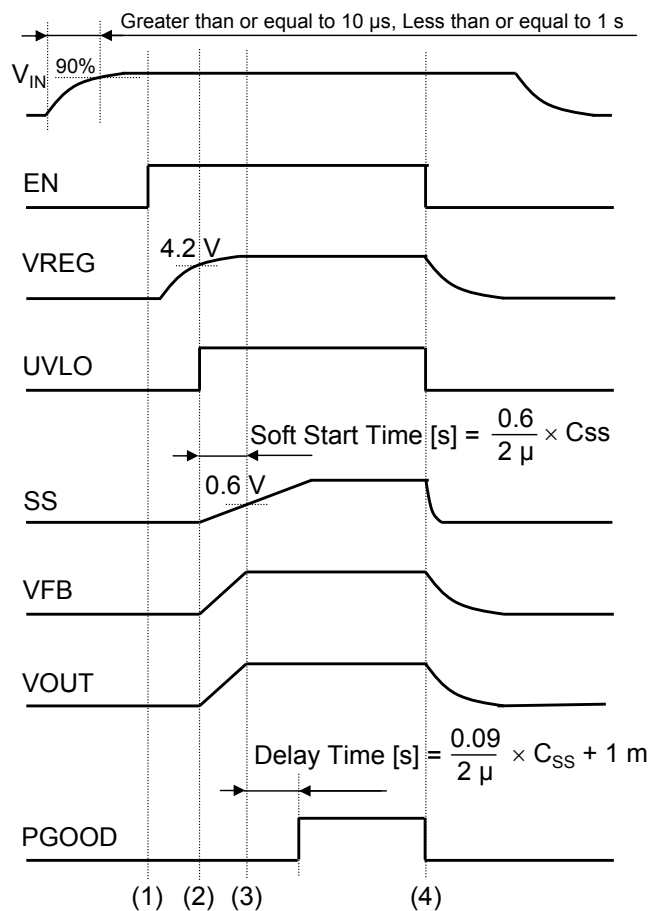 Greater than or equal to 10 µs, Less than or equal to 1 s
V_IN 90%
EN
VREG 4.2 V
UVLO
Soft Start Time [s] = 0.6 / 2 µ × Css
SS 0.6 V
VFB
VOUT
Delay Time [s] = 0.09 / 2 µ × C_SS + 1 m
PGOOD
(1) (2) (3) (4)